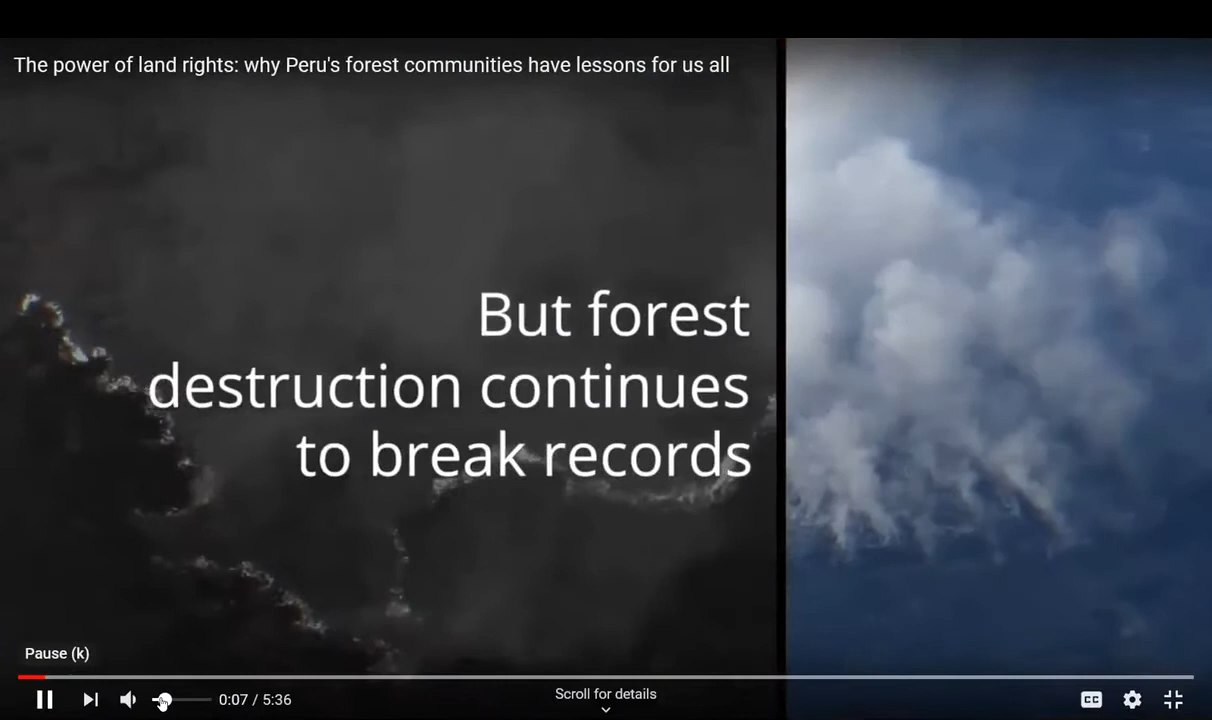 The power of land rights: why Peru's forest communities have lessons for us all
But forest
destruction continues
to break records
Pause (k)
0:07 / 5:36
Scroll for details
CC